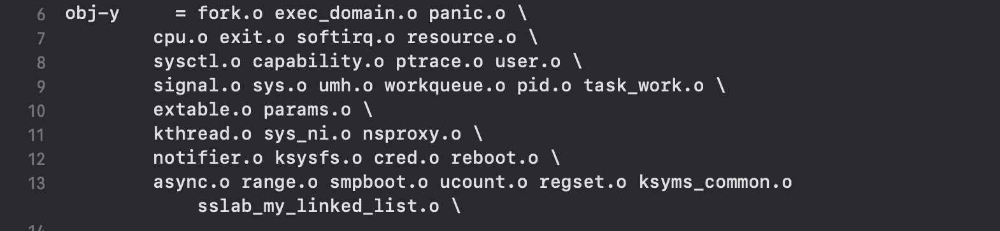 6 obj-y = fork.o exec_domain.o panic.o \
7 cpu.o exit.o softirq.o resource.o \
8 sysctl.o capability.o ptrace.o user.o \
9 signal.o sys.o umh.o workqueue.o pid.o task_work.o \
10 extable.o params.o \
11 kthread.o sys_ni.o nsproxy.o \
12 notifier.o ksysfs.o cred.o reboot.o \
13 async.o range.o smpboot.o ucount.o regset.o ksyms_common.o
sslab_my_linked_list.o \
14